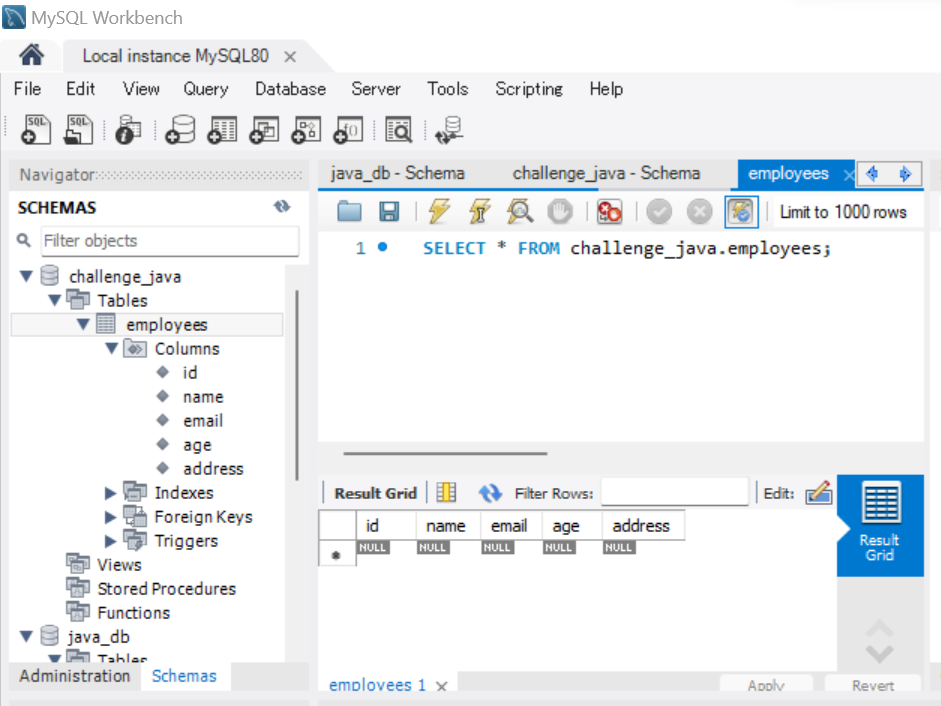 MySQL Workbench
Local instance MySQL80
File Edit View Query Database Server Tools Scripting Help
Navigator
SCHEMAS
Filter objects
challenge_java
Tables
employees
Columns
id
name
email
age
address
Indexes
Foreign Keys
Triggers
Views
Stored Procedures
Functions
java_db
Tables
Administration Schemas
java_db - Schema challenge_java - Schema employees
Limit to 1000 rows
1 SELECT * FROM challenge_java.employees;
Result Grid Filter Rows: Edit:
id name email age address
NULL NULL NULL NULL NULL
Result
Grid
employees 1
Apply Revert